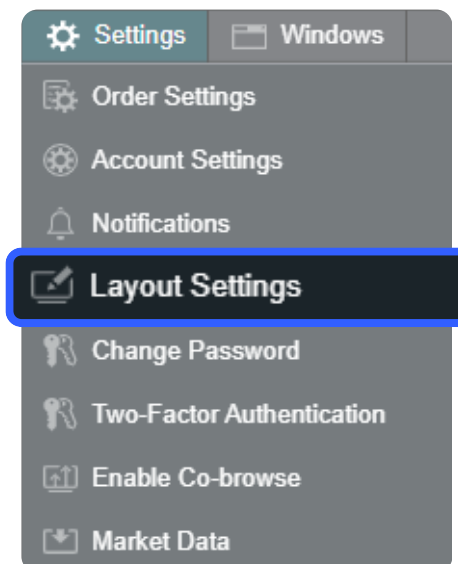 Settings Windows
Order Settings
Account Settings
Notifications
Layout Settings
Change Password
Two-Factor Authentication
Enable Co-browse
Market Data